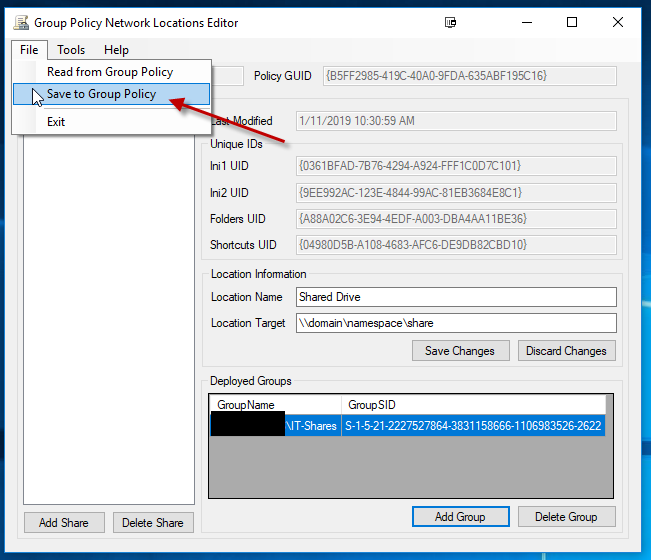 Group Policy Network Locations Editor
File Tools Help
Read from Group Policy
Save to Group Policy
Exit
Policy GUID {B5FF2985-419C-40A0-9FDA-635ABF195C16}
Last Modified 1/11/2019 10:30:59 AM
Unique IDs
Ini1 UID {0361BFAD-7B76-4294-A924-FFF1C0D7C101}
Ini2 UID {9EE992AC-123E-4844-99AC-81EB3684E8C1}
Folders UID {A88A02C6-3E94-4EDF-A003-DBA4AA11BE36}
Shortcuts UID {04980D5B-A108-4683-AFC6-DE9DB82CBD10}
Location Information
Location Name Shared Drive
Location Target \\domain\namespace\share
Save Changes Discard Changes
Deployed Groups
GroupName GroupSID
\IT-Shares S-1-5-21-2227527864-3831158666-1106983526-2622
Add Share Delete Share Add Group Delete Group